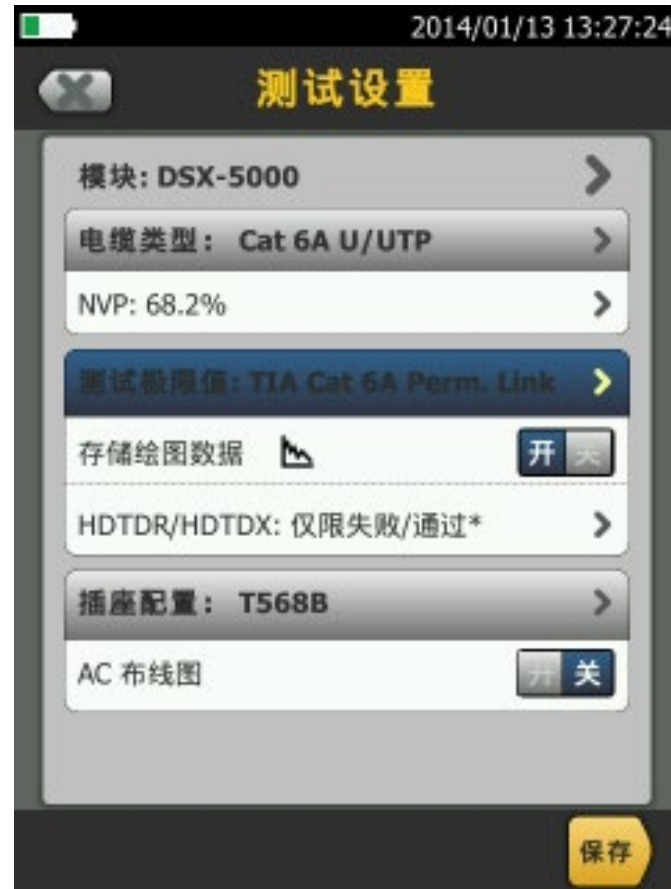 2014/01/13 13:27:24
测试设置
模块: DSX-5000
电缆类型: Cat 6A U/UTP
NVP: 68.2%
测试极限值: TIA Cat 6A Perm. Link
存储绘图数据 开 关
HDTDR/HDTDX: 仅限失败/通过*
插座配置: T568B
AC 布线图 开 关
保存